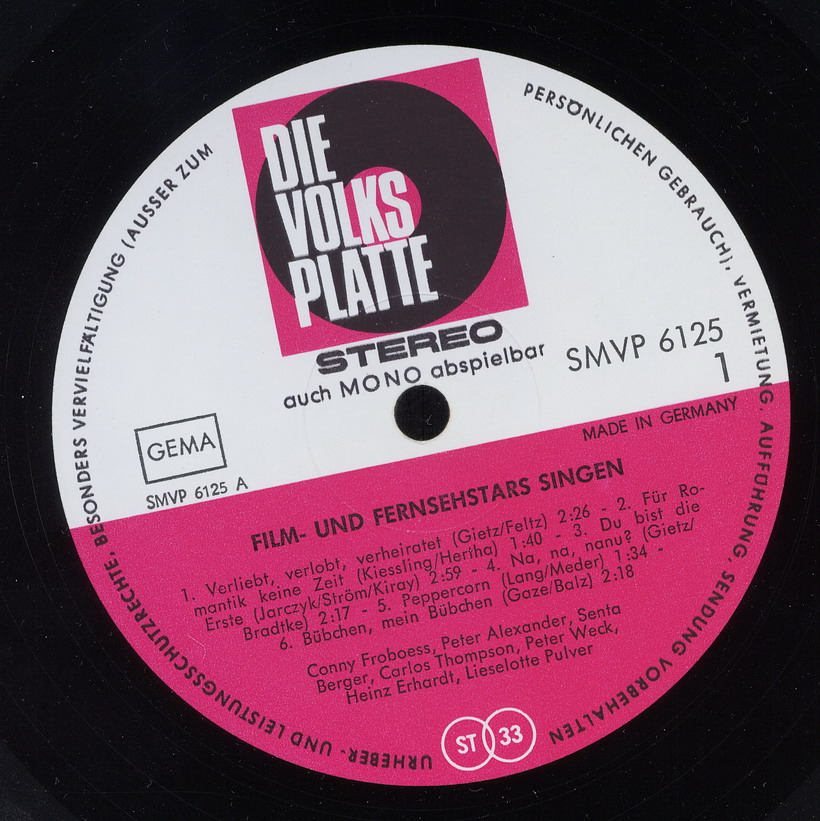 DIE
VOLKS
PLATTE
STEREO
auch MONO abspielbar
SMVP 6125
1
GEMA
SMVP 6125 A
MADE IN GERMANY
FILM- UND FERNSEHSTARS SINGEN
1. Verliebt, verlobt, verheiratet (Gietz/Feltz) 2:26 - 2. Für Ro-
mantik keine Zeit (Kiessling/Hertha) 1:40 - 3. Du bist die
Erste (Jarczyk/Ström/Kiray) 2:59 - 4. Na, na, nanu? (Gietz/
Bradtke) 2:17 - 5. Peppercorn (Lang/Meder) 1:34 -
6. Bübchen, mein Bübchen (Gaze/Balz) 2:18
Conny Froboess, Peter Alexander, Senta
Berger, Carlos Thompson, Peter Weck,
Heinz Erhardt, Lieselotte Pulver
ST 33
URHEBER- UND LEISTUNGSSCHUTZRECHTE, BESONDERS VERVIELFÄLTIGUNG (AUSSER ZUM PERSÖNLICHEN GEBRAUCH), VERMIETUNG, AUFFÜHRUNG, SENDUNG VORBEHALTEN